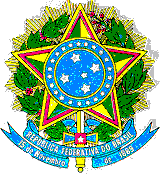 REPÚBLICA FEDERATIVA DO BRASIL
15 de Novembro de 1889